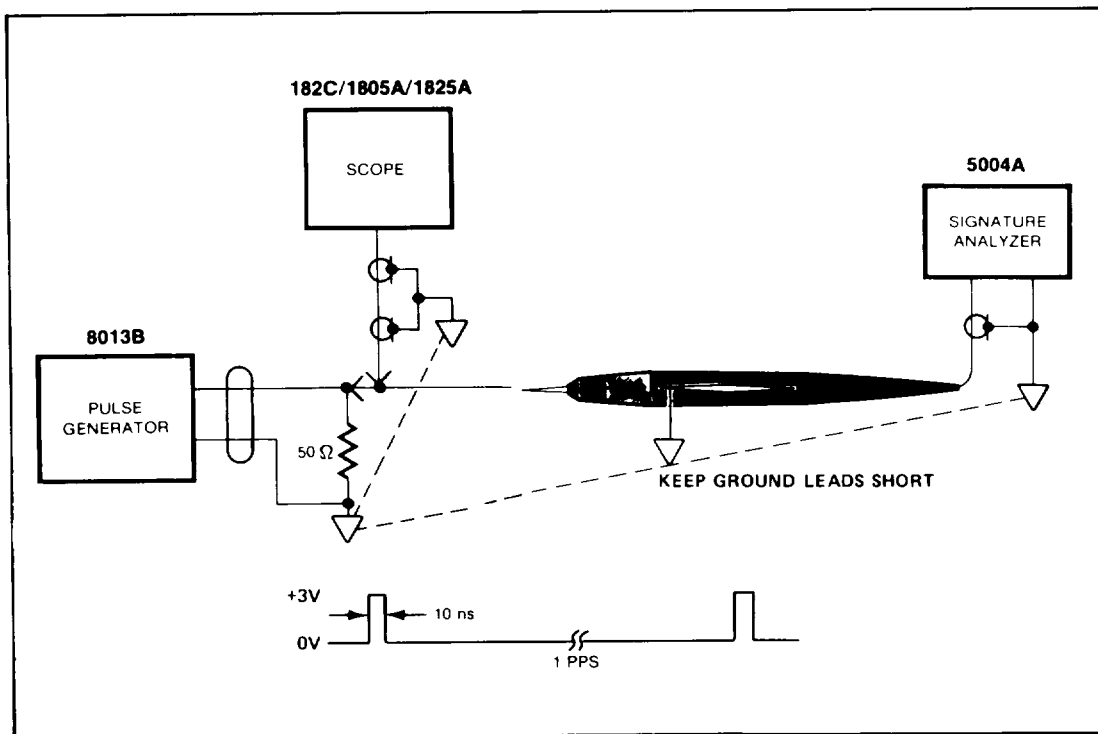 182C/1805A/1825A
SCOPE
5004A
SIGNATURE
ANALYZER
8013B
PULSE
GENERATOR
50 Ω
KEEP GROUND LEADS SHORT
+3V
10 ns
0V
1 PPS